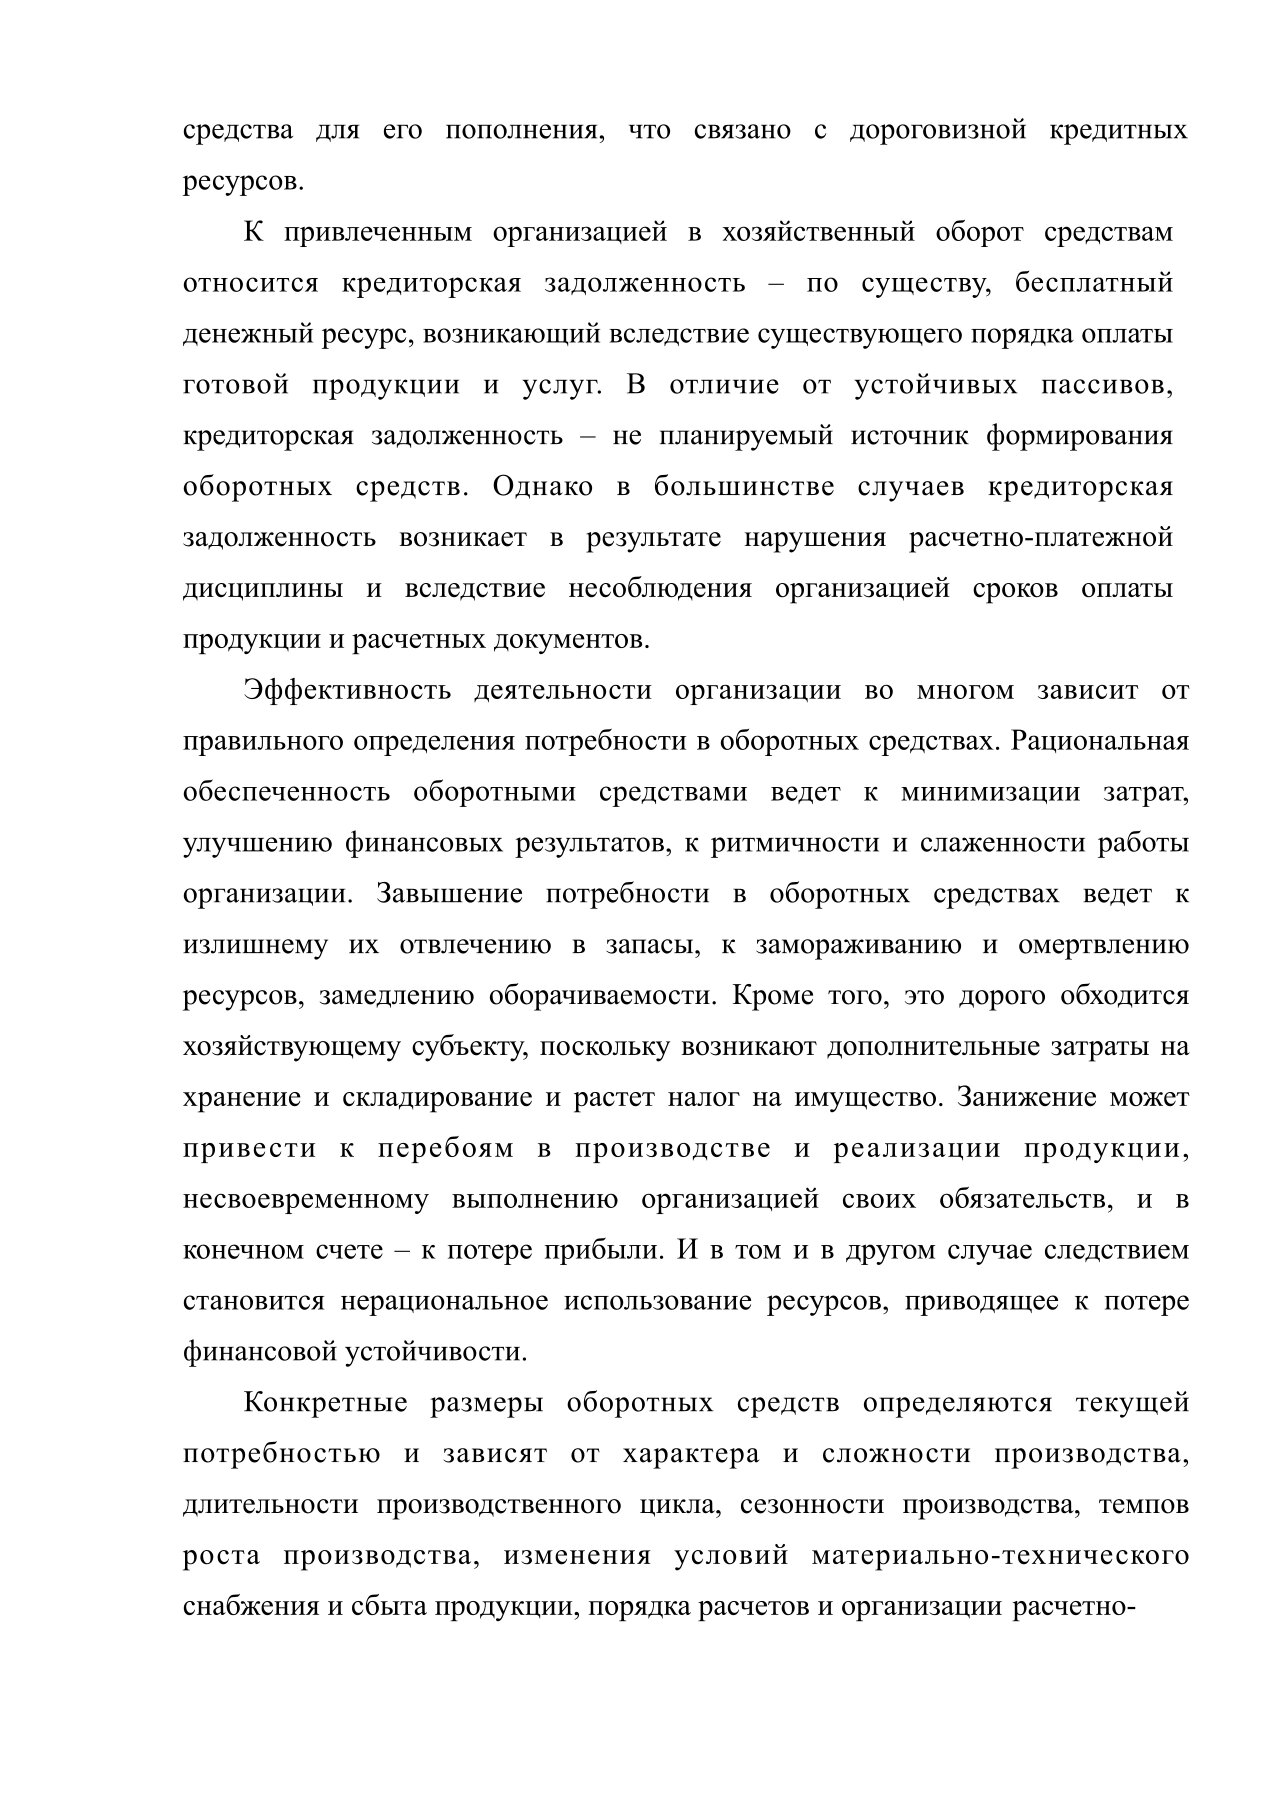 средства для его пополнения, что связано с дороговизной кредитных
ресурсов.
К привлеченным организацией в хозяйственный оборот средствам
относится кредиторская задолженность – по существу, бесплатный
денежный ресурс, возникающий вследствие существующего порядка оплаты
готовой продукции и услуг. В отличие от устойчивых пассивов,
кредиторская задолженность – не планируемый источник формирования
оборотных средств. Однако в большинстве случаев кредиторская
задолженность возникает в результате нарушения расчетно-платежной
дисциплины и вследствие несоблюдения организацией сроков оплаты
продукции и расчетных документов.
Эффективность деятельности организации во многом зависит от
правильного определения потребности в оборотных средствах. Рациональная
обеспеченность оборотными средствами ведет к минимизации затрат,
улучшению финансовых результатов, к ритмичности и слаженности работы
организации. Завышение потребности в оборотных средствах ведет к
излишнему их отвлечению в запасы, к замораживанию и омертвлению
ресурсов, замедлению оборачиваемости. Кроме того, это дорого обходится
хозяйствующему субъекту, поскольку возникают дополнительные затраты на
хранение и складирование и растет налог на имущество. Занижение может
привести к перебоям в производстве и реализации продукции,
несвоевременному выполнению организацией своих обязательств, и в
конечном счете – к потере прибыли. И в том и в другом случае следствием
становится нерациональное использование ресурсов, приводящее к потере
финансовой устойчивости.
Конкретные размеры оборотных средств определяются текущей
потребностью и зависят от характера и сложности производства,
длительности производственного цикла, сезонности производства, темпов
роста производства, изменения условий материально-технического
снабжения и сбыта продукции, порядка расчетов и организации расчетно-